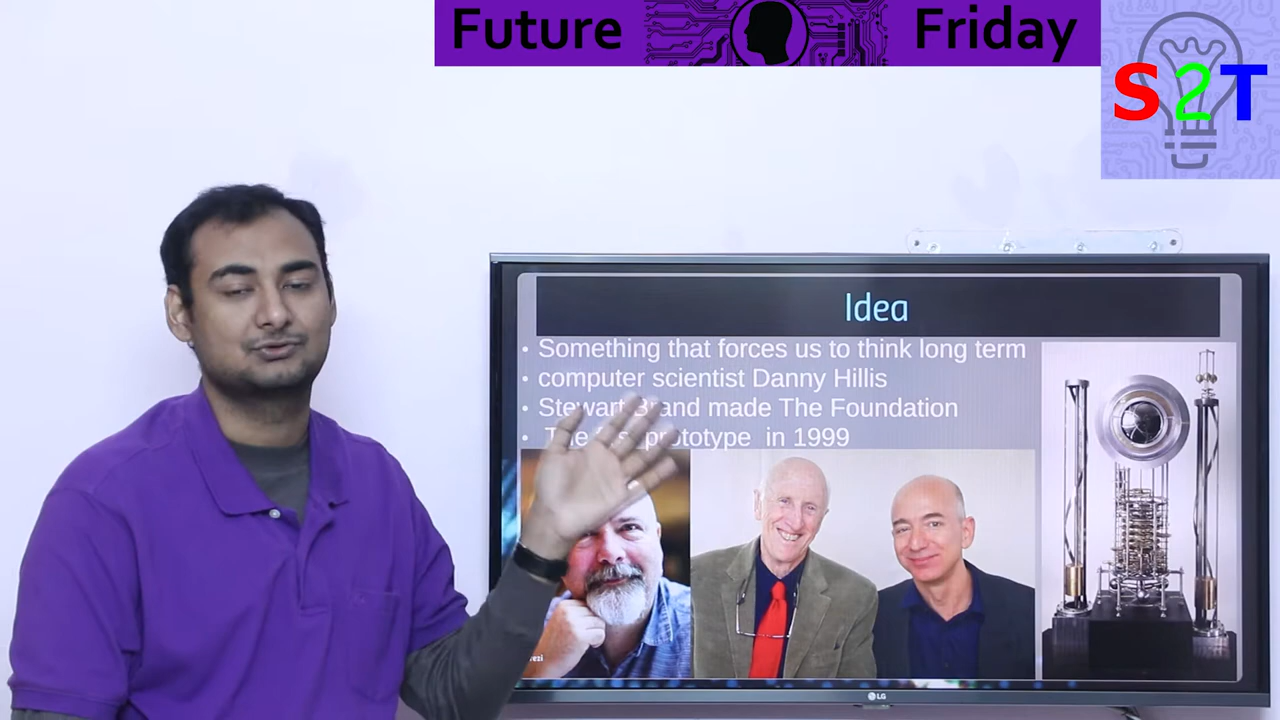 Future Friday
S2T
Idea
• Something that forces us to think long term
• computer scientist Danny Hillis
• Stewart Brand made The Foundation
• The prototype in 1999
LG